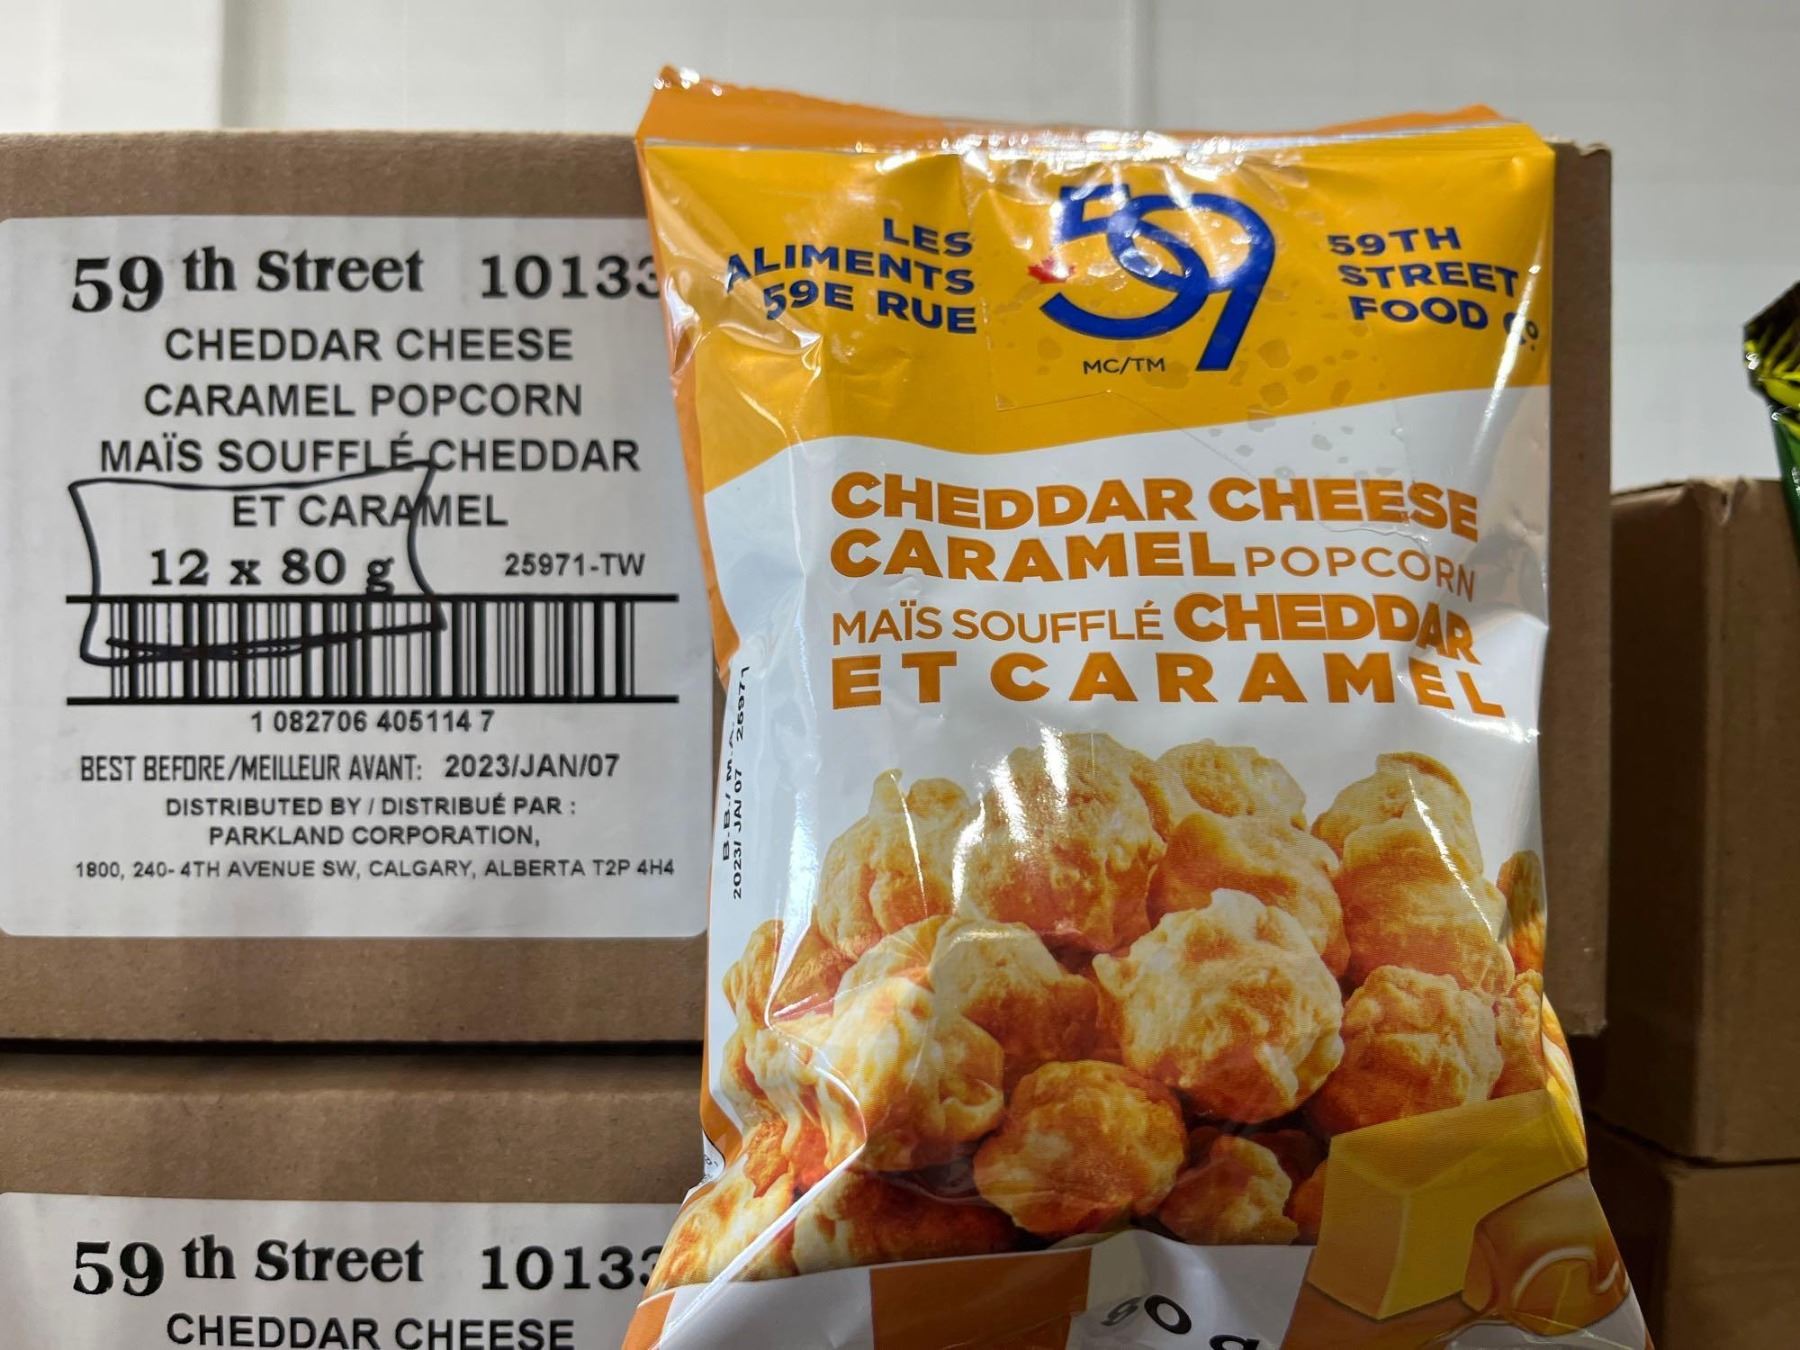 59 th Street 10133
CHEDDAR CHEESE
CARAMEL POPCORN
MAÏS SOUFFLÉ CHEDDAR
ET CARAMEL
12 x 80 g 25971-TW
1 082706 405114 7
BEST BEFORE/MEILLEUR AVANT: 2023/JAN/07
DISTRIBUTED BY / DISTRIBUÉ PAR :
PARKLAND CORPORATION,
1800, 240- 4TH AVENUE SW, CALGARY, ALBERTA T2P 4H4
59 th Street 10133
CHEDDAR CHEESE
LES
ALIMENTS
59E RUE
59
MC/TM
59TH
STREET
FOOD CO.
CHEDDAR CHEESE
CARAMEL POPCORN
MAÏS SOUFFLÉ CHEDDAR
ET CARAMEL
B.B./M.A. 25971
2023/JA/07
80 g